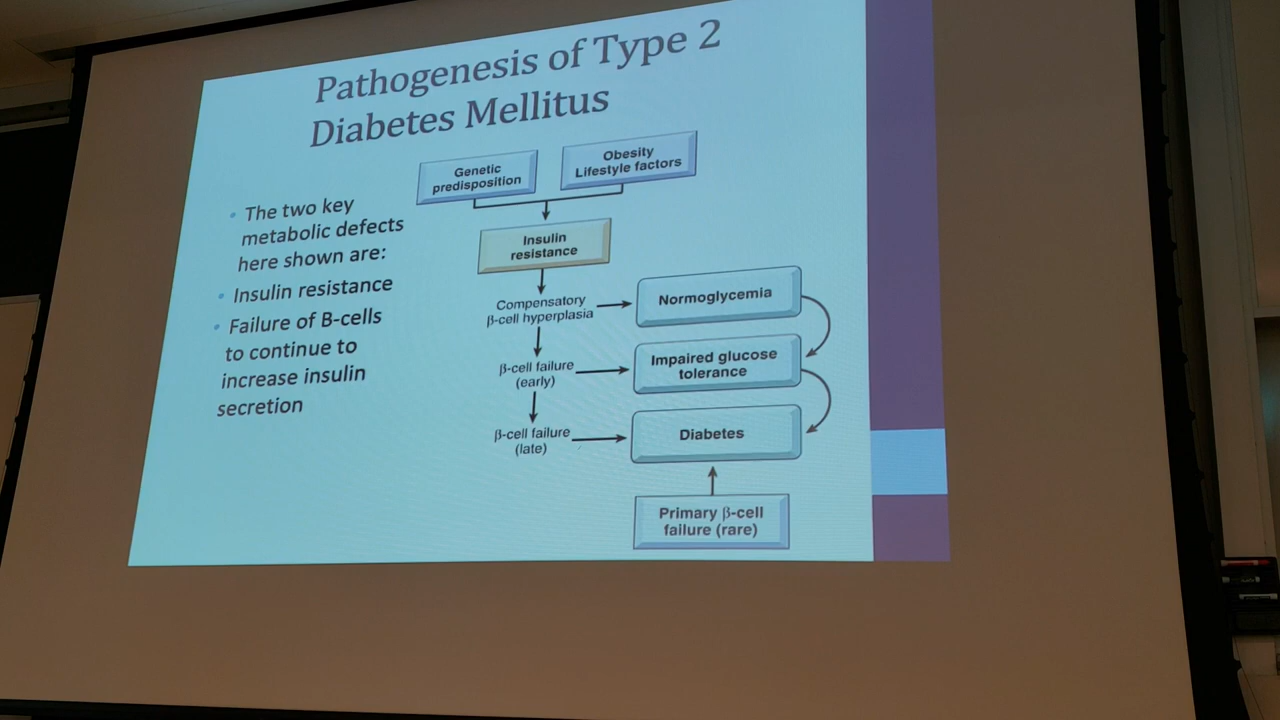 Pathogenesis of Type 2
Diabetes Mellitus
• The two key
metabolic defects
here shown are:
• Insulin resistance
• Failure of B-cells
to continue to
increase insulin
secretion
Genetic
predisposition
Obesity
Lifestyle factors
Insulin
resistance
Compensatory
β-cell hyperplasia
Normoglycemia
β-cell failure
(early)
Impaired glucose
tolerance
β-cell failure
(late)
Diabetes
Primary β-cell
failure (rare)